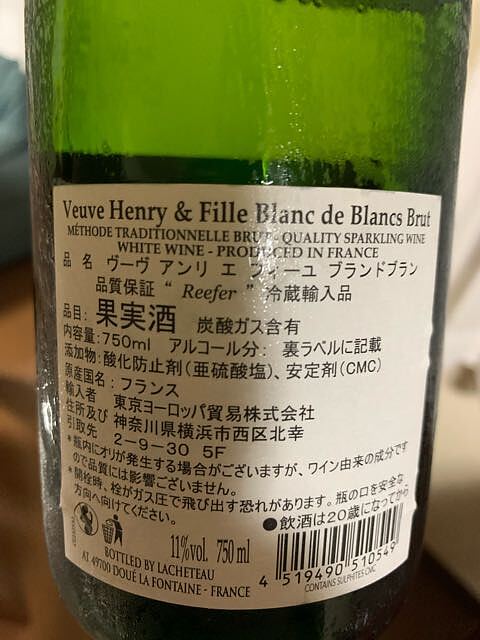 Veuve Henry & Fille Blanc de Blancs Brut
MÉTHODE TRADITIONNELLE BRUT - QUALITY SPARKLING WINE
WHITE WINE - PRODUCED IN FRANCE
品 名 ヴーヴ アンリ エ フィーユ ブランドブラン
品質保証 “ Reefer ” 冷蔵輸入品
品目: 果実酒 炭酸ガス含有
内容量:750ml アルコール分: 裏ラベルに記載
添加物:酸化防止剤(亜硫酸塩)、安定剤(CMC)
原産国名: フランス
輸入者 東京ヨーロッパ貿易株式会社
住所及び 神奈川県横浜市西区北幸
引取先 2-9-30 5F
*瓶内にオリが発生する場合がございますが、ワイン由来の成分です
ので品質には影響ございません。
*開栓時、栓がガス圧で飛び出す恐れがあります。瓶の口を安全な
方向へ向けてください。
●飲酒は20歳になってから
11%vol. 750 ml
BOTTLED BY LACHETEAU
AT 49700 DOUÉ LA FONTAINE - FRANCE
4 519490 510549
CONTAINS SULPHITES CMC